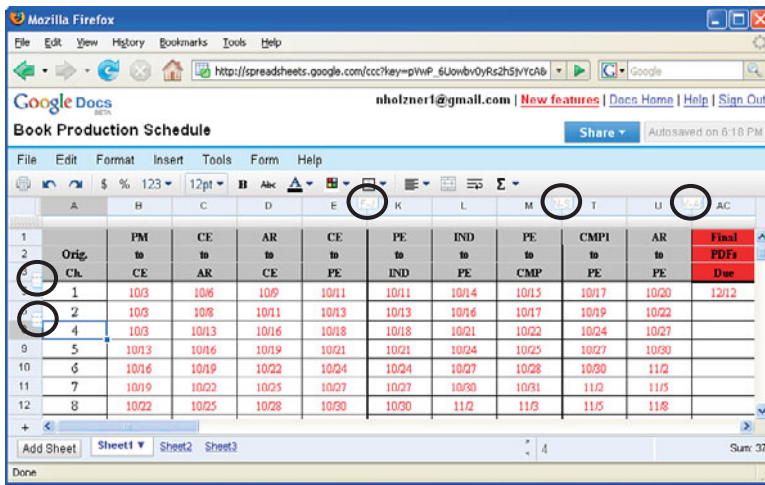 Mozilla Firefox
File Edit View History Bookmarks Tools Help
http://spreadsheets.google.com/ccc?key=pVwP_6UowbvOyRs2hSjvYcA& Google
Google Docs BETA nholzner1@gmail.com | New features | Docs Home | Help | Sign Out
Book Production Schedule Share Autosaved on 6:18 PM
File Edit Format Insert Tools Form Help
$ % 123 12pt B Abc A Σ
A B C D E F-J K L M N-S T U AC
1 PM CE AR CE PE IND PE CMP1 AR Final
2 Orig. to to to to to to to to to PDFs
3 Ch. CE AR CE PE IND PE CMP PE PE Due
1 10/3 10/6 10/9 10/11 10/11 10/14 10/15 10/17 10/20 12/12
2 10/3 10/8 10/11 10/13 10/13 10/16 10/17 10/19 10/22
4 10/3 10/13 10/16 10/18 10/18 10/21 10/22 10/24 10/27
9 5 10/13 10/16 10/19 10/21 10/21 10/24 10/25 10/27 10/30
10 6 10/16 10/19 10/22 10/24 10/24 10/27 10/28 10/30 11/2
11 7 10/19 10/22 10/25 10/27 10/27 10/30 10/31 11/2 11/5
12 8 10/22 10/25 10/28 10/30 10/30 11/2 11/3 11/5 11/8
+
Add Sheet Sheet1 Sheet2 Sheet3 4 Sum: 37
Done